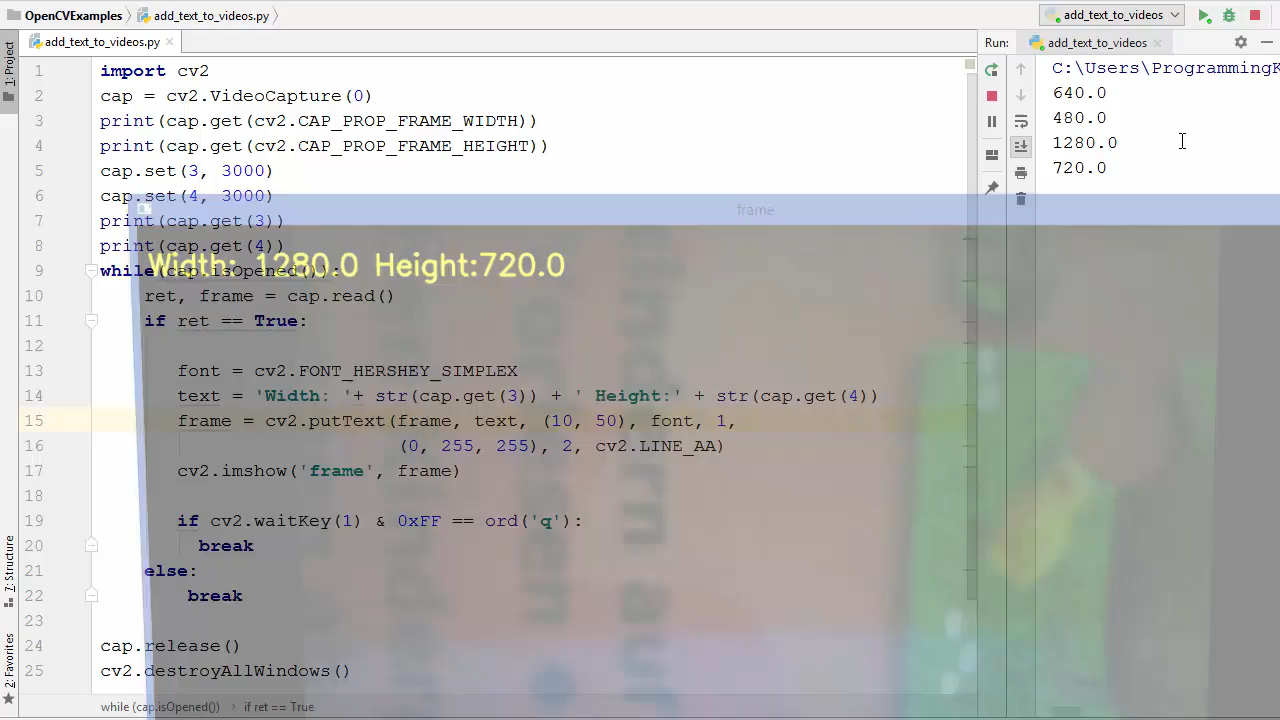 OpenCVExamples add_text_to_videos.py add_text_to_videos
add_text_to_videos.py Run: add_text_to_videos
1: Project
7: Structure
2: Favorites
1 import cv2
2 cap = cv2.VideoCapture(0)
3 print(cap.get(cv2.CAP_PROP_FRAME_WIDTH))
4 print(cap.get(cv2.CAP_PROP_FRAME_HEIGHT))
5 cap.set(3, 3000)
6 cap.set(4, 3000)
7 print(cap.get(3))
8 print(cap.get(4))
9 while(cap.isOpened()):
10 ret, frame = cap.read()
11 if ret == True:
12
13 font = cv2.FONT_HERSHEY_SIMPLEX
14 text = 'Width: '+ str(cap.get(3)) + ' Height:' + str(cap.get(4))
15 frame = cv2.putText(frame, text, (10, 50), font, 1,
16 (0, 255, 255), 2, cv2.LINE_AA)
17 cv2.imshow('frame', frame)
18
19 if cv2.waitKey(1) & 0xFF == ord('q'):
20 break
21 else:
22 break
23
24 cap.release()
25 cv2.destroyAllWindows()
while (cap.isOpened()) if ret == True
C:\Users\ProgrammingK
640.0
480.0
1280.0
720.0
frame
Width: 1280.0 Height:720.0